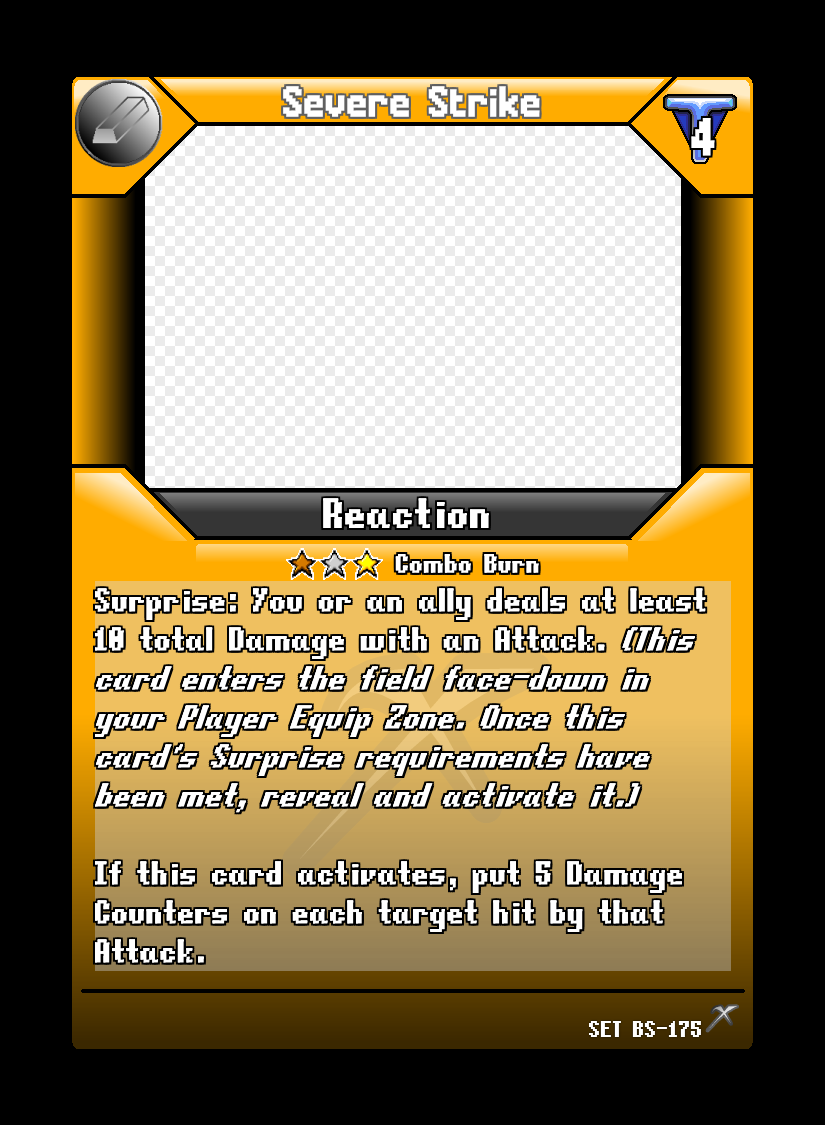 Severe Strike
4
Reaction
Combo Burn
Surprise: You or an ally deals at least
10 total Damage with an Attack. (This
card enters the field face-down in
your Player Equip Zone. Once this
card's Surprise requirements have
been met, reveal and activate it.)
If this card activates, put 5 Damage
Counters on each target hit by that
Attack.
SET BS-175